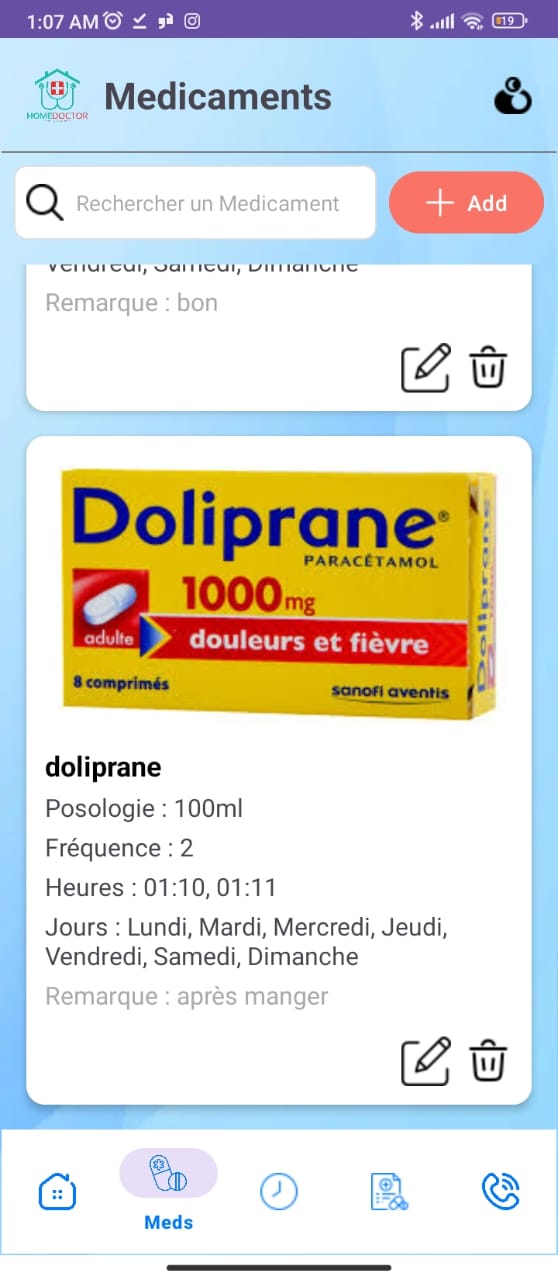 1:07 AM
19
HOMEDOCTOR
Medicaments
Rechercher un Medicament
Add
Vendredi, Samedi, Dimanche
Remarque : bon
Doliprane®
PARACÉTAMOL
1000mg
adulte
douleurs et fièvre
8 comprimés
sanofi aventis
Doliprane
doliprane
Posologie : 100ml
Fréquence : 2
Heures : 01:10, 01:11
Jours : Lundi, Mardi, Mercredi, Jeudi,
Vendredi, Samedi, Dimanche
Remarque : après manger
Meds